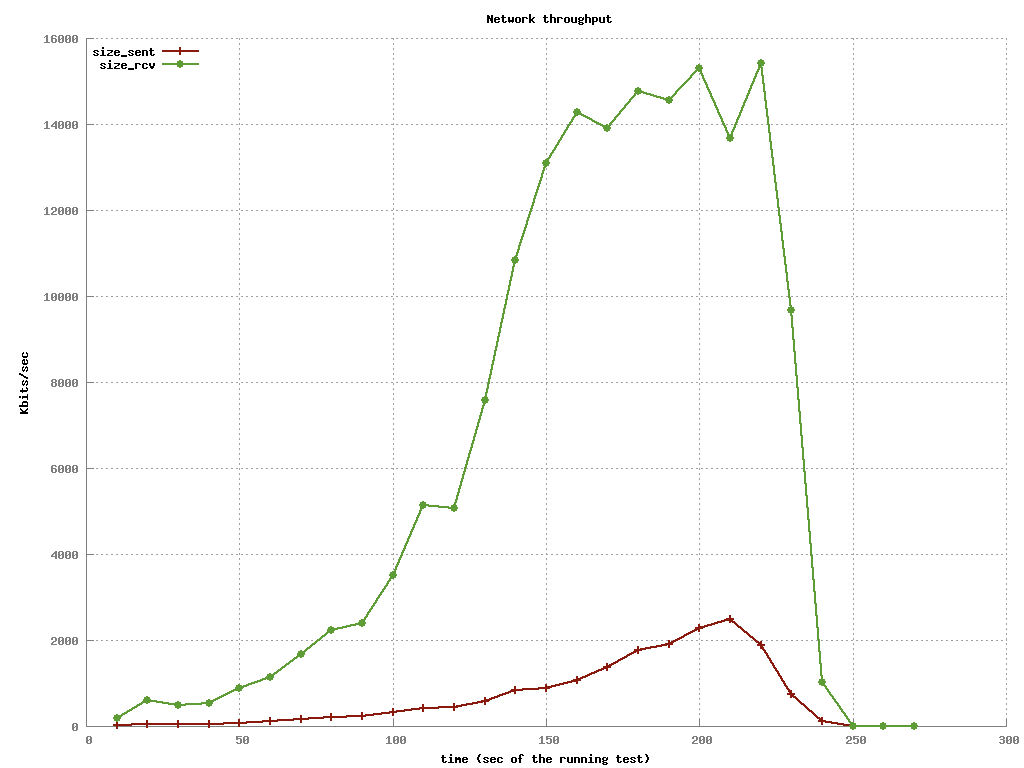 Network throughput
16000
size_sent
size_rcv
14000
12000
10000
Kbits/sec
8000
6000
4000
2000
0
0 50 100 150 200 250 300
time (sec of the running test)